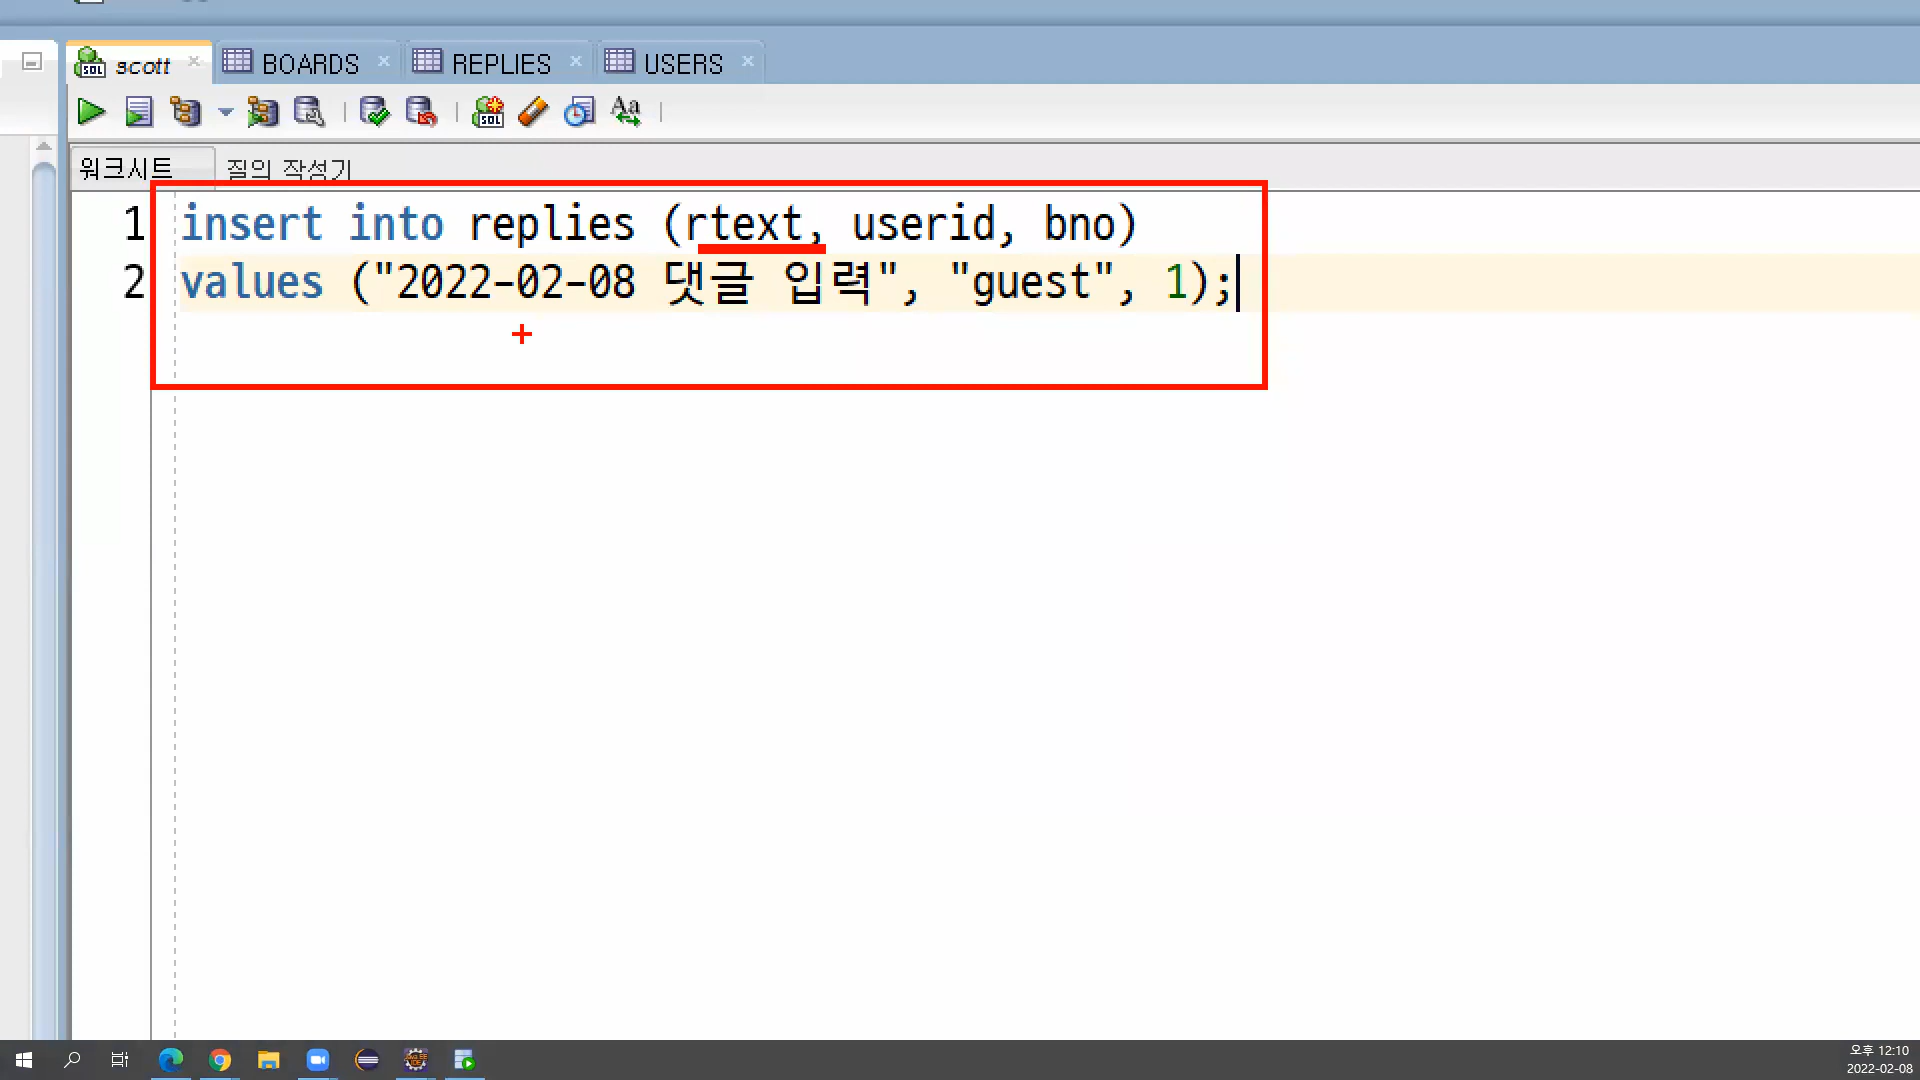 scott BOARDS REPLIES USERS
워크시트 질의 작성기
1 insert into replies (rtext, userid, bno)
2 values ("2022-02-08 댓글 입력", "guest", 1);
오후 12:10
2022-02-08